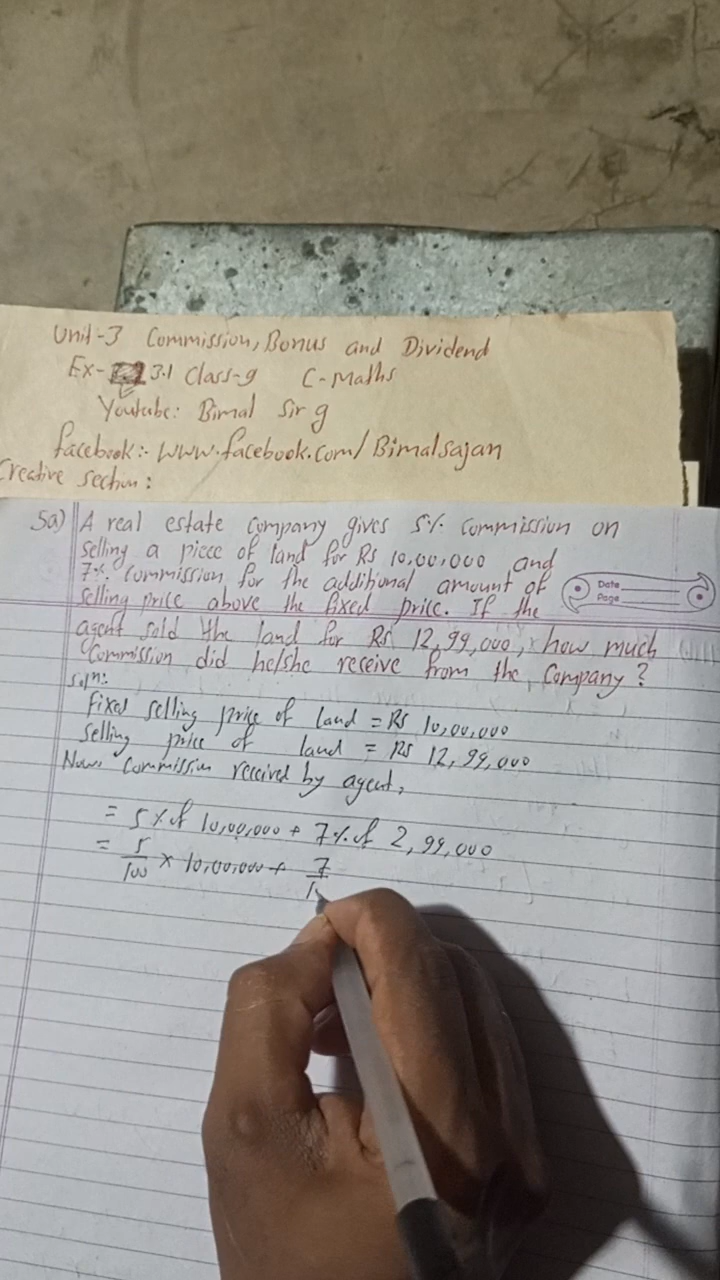 Unit-3 Commission, Bonus and Dividend
Ex- 3.1 Class-9 C-Maths
Youtube: Bimal Sir g
facebook:- www.facebook.com/Bimalsajan
Creative section:
5a) A real estate company gives 5% commission on
selling a piece of land for Rs 10,00,000 and
7% commission for the additional amount of
selling price above the fixed price. If the
Date
Page
agent sold the land for Rs 12,99,000, how much
commission did he/she receive from the company?
Soln:
Fixed selling price of land = Rs 10,00,000
Selling price of land = Rs 12,99,000
Now, Commission received by agent,
= 5% of 10,00,000 + 7% of 2,99,000
= 5/100 × 10,00,000 + 7/1